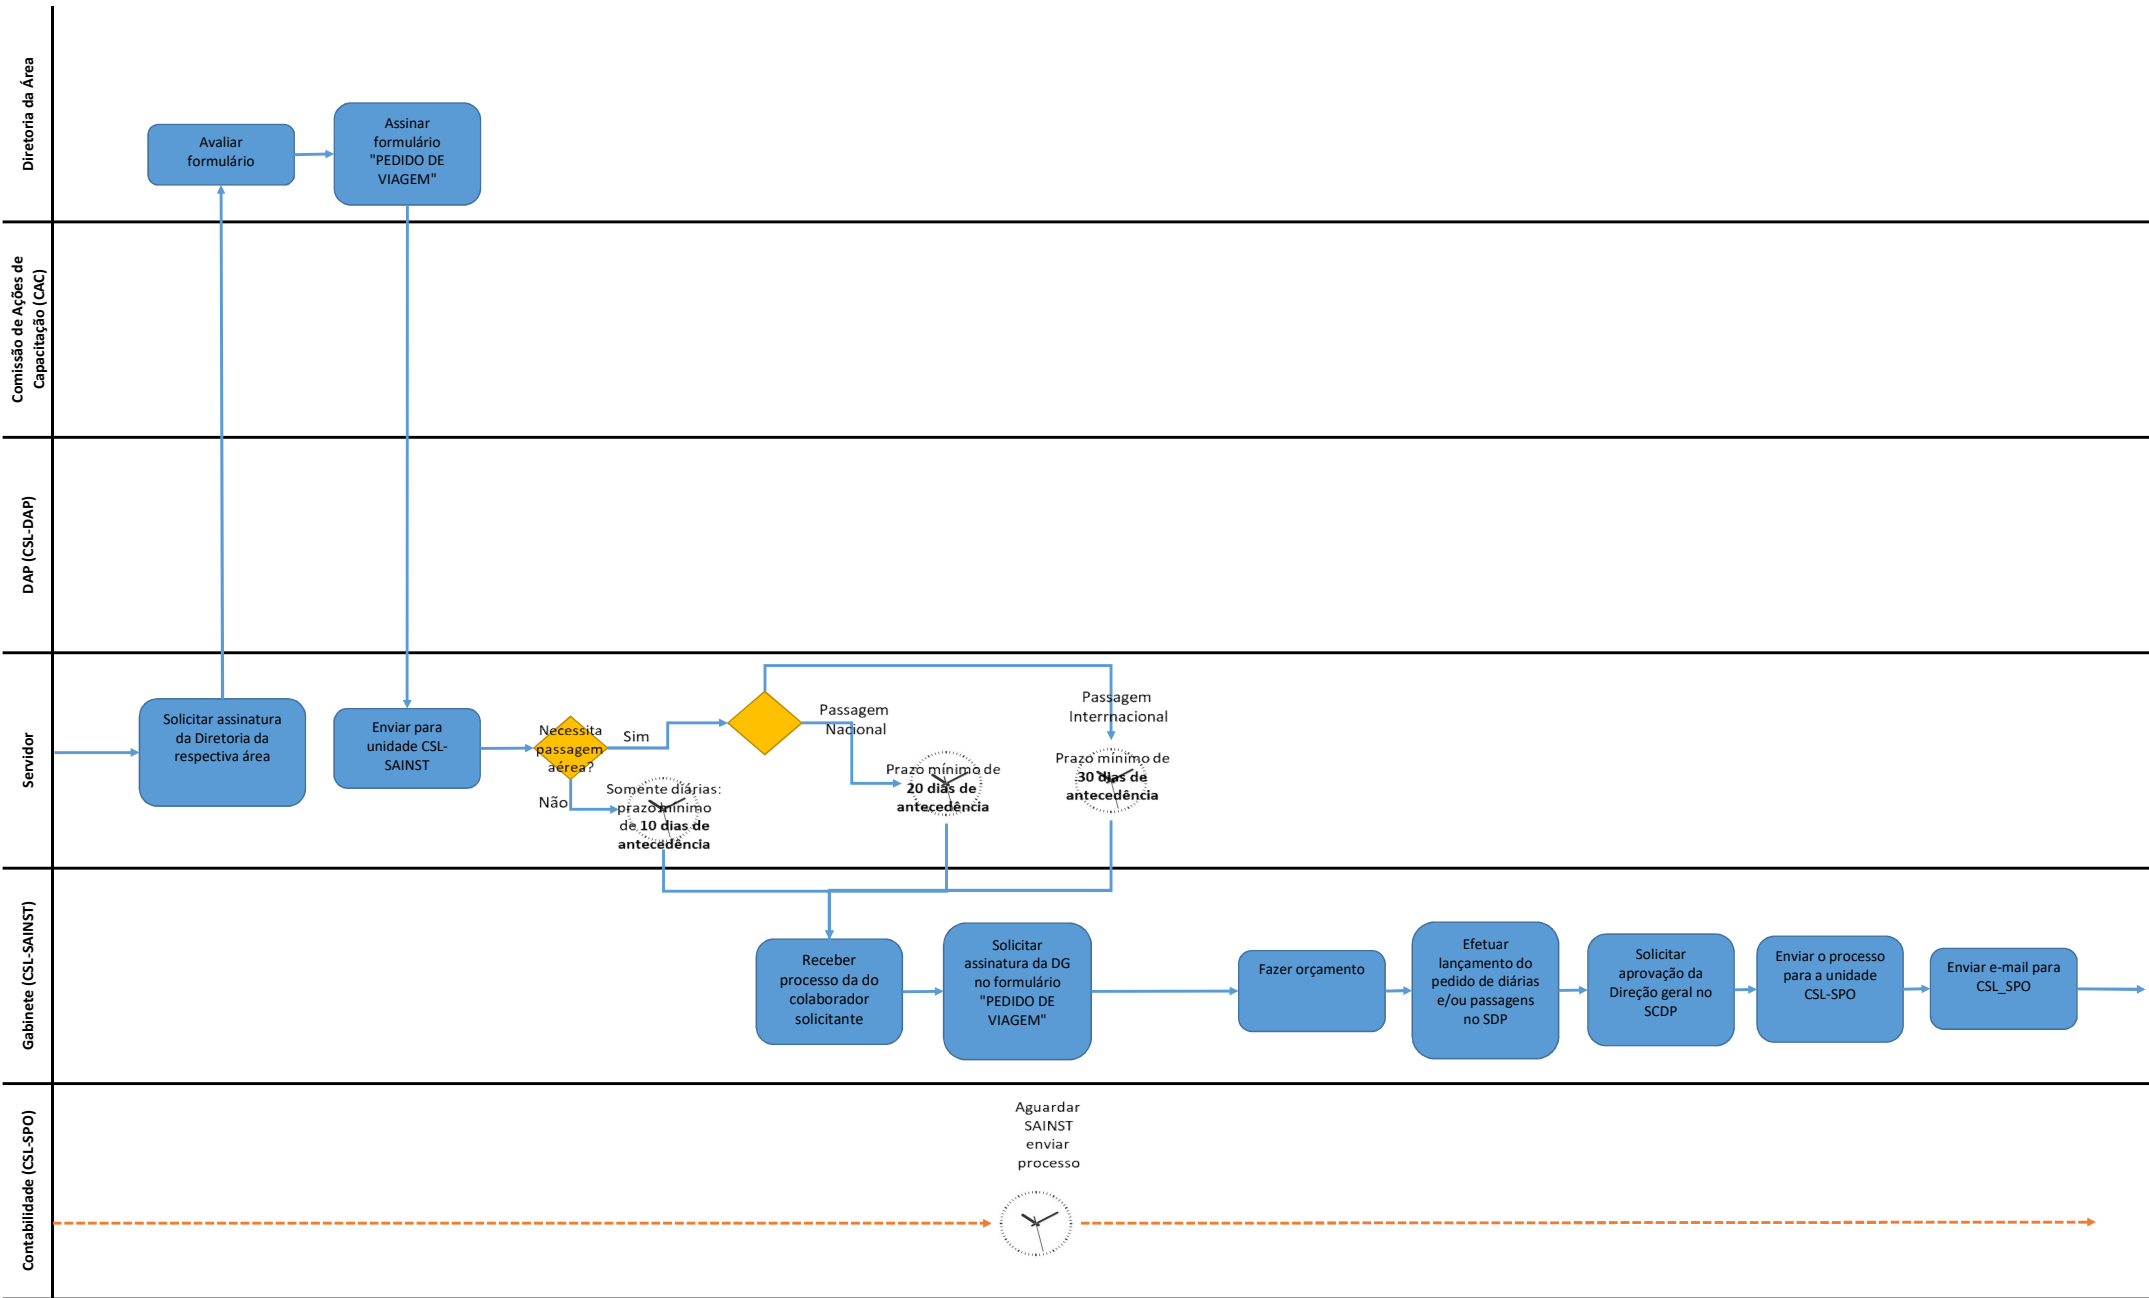 Diretoria da Área
Avaliar
formulário
Assinar
formulário
"PEDIDO DE
VIAGEM"
Comissão de Ações de
Capacitação (CAC)
DAP (CSL-DAP)
Servidor
Solicitar assinatura
da Diretoria da
respectiva área
Enviar para
unidade CSL-
SAINST
Necessita
passagem
aérea?
Sim
Não
Somente diárias:
prazo mínimo
de 10 dias de
antecedência
Passagem
Nacional
Prazo mínimo de
20 dias de
antecedência
Passagem
Interrnacional
Prazo mínimo de
30 dias de
antecedência
Gabinete (CSL-SAINST)
Receber
processo da do
colaborador
solicitante
Solicitar
assinatura da DG
no formulário
"PEDIDO DE
VIAGEM"
Fazer orçamento
Efetuar
lançamento do
pedido de diárias
e/ou passagens
no SDP
Solicitar
aprovação da
Direção geral no
SCDP
Enviar o processo
para a unidade
CSL-SPO
Enviar e-mail para
CSL_SPO
Contabilidade (CSL-SPO)
Aguardar
SAINST
enviar
processo